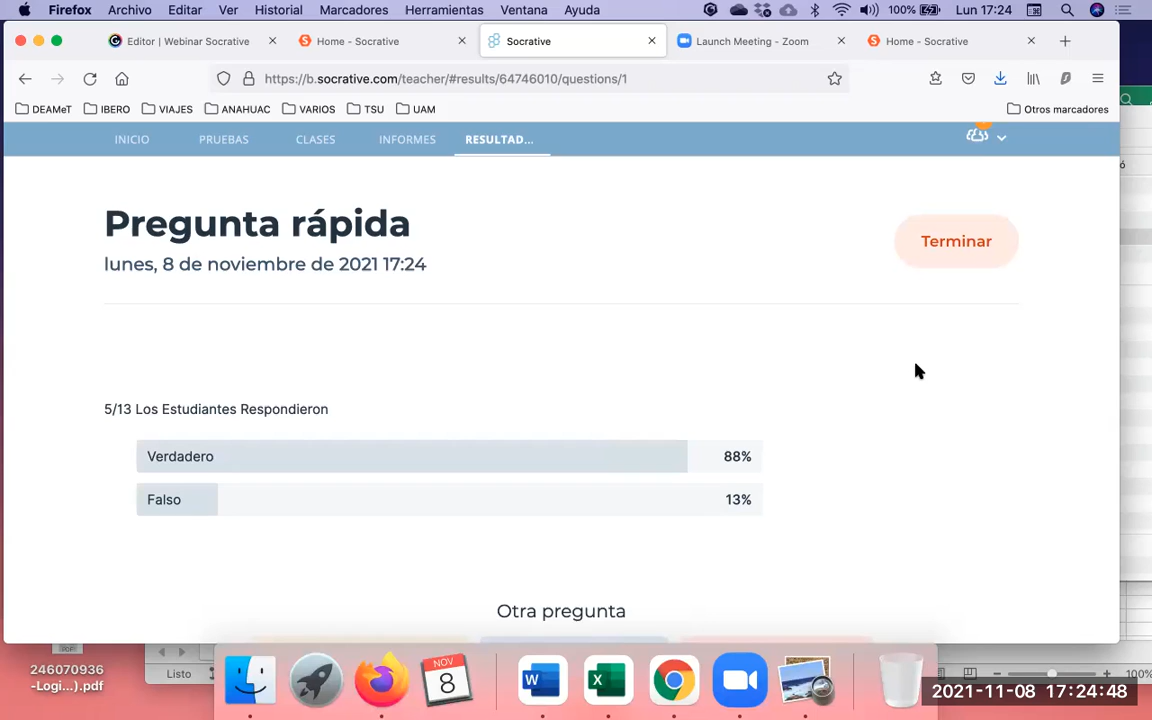 Firefox Archivo Editar Ver Historial Marcadores Herramientas Ventana Ayuda 100% Lun 17:24
Editor | Webinar Socrative Home - Socrative Socrative Launch Meeting - Zoom Home - Socrative
https://b.socrative.com/teacher/#results/64746010/questions/1
DEAMeT IBERO VIAJES ANAHUAC VARIOS TSU UAM Otros marcadores
INICIO PRUEBAS CLASES INFORMES RESULTAD...
ó
Pregunta rápida
Terminar
lunes, 8 de noviembre de 2021 17:24
5/13 Los Estudiantes Respondieron
Verdadero 88%
Falso 13%
Otra pregunta
PDF
246070936
-Logi...).pdf
Listo
NOV
8
W
X
100%
2021-11-08 17:24:48